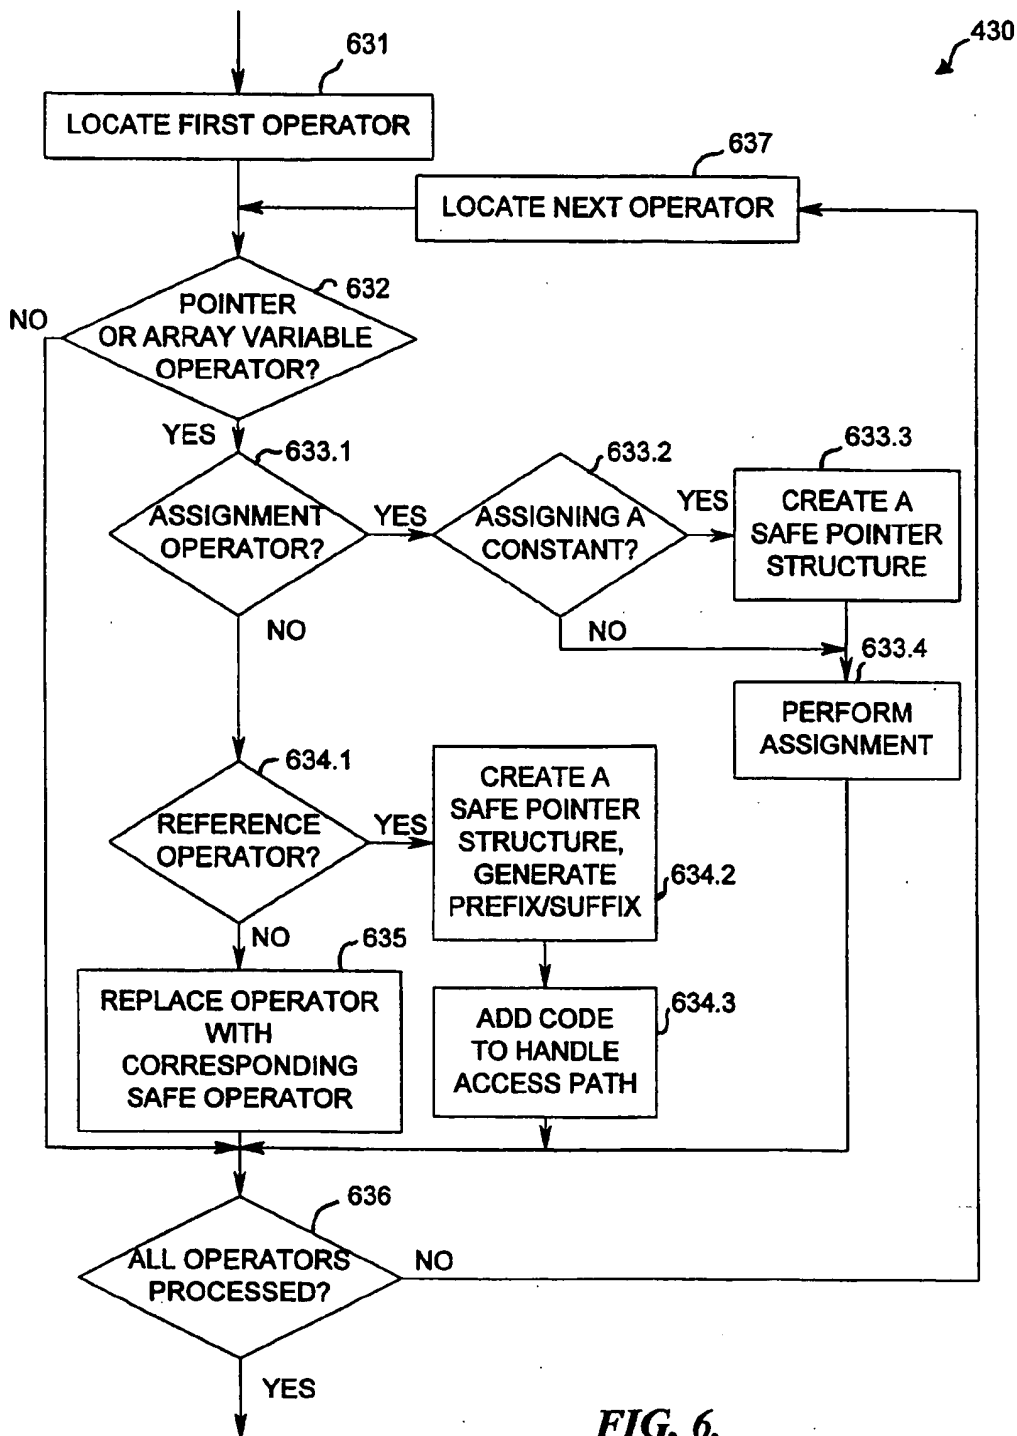 430
631
LOCATE FIRST OPERATOR
637
LOCATE NEXT OPERATOR
632
NO
POINTER
OR ARRAY VARIABLE
OPERATOR?
YES
633.1
ASSIGNMENT
OPERATOR?
YES
NO
633.2
ASSIGNING A
CONSTANT?
YES
NO
633.3
CREATE A
SAFE POINTER
STRUCTURE
633.4
PERFORM
ASSIGNMENT
634.1
REFERENCE
OPERATOR?
YES
NO
CREATE A
SAFE POINTER
STRUCTURE,
GENERATE
PREFIX/SUFFIX
634.2
635
REPLACE OPERATOR
WITH
CORRESPONDING
SAFE OPERATOR
ADD CODE
TO HANDLE
ACCESS PATH
634.3
636
ALL OPERATORS
PROCESSED?
NO
YES
FIG. 6.